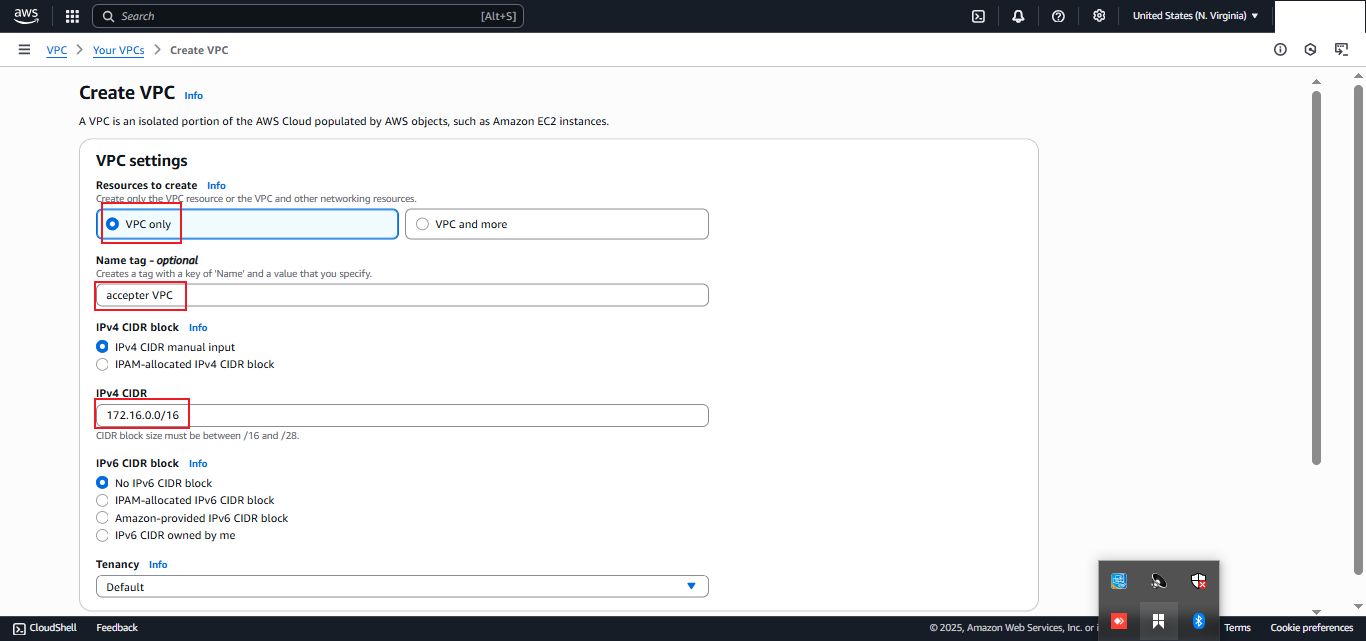 aws
Search [Alt+S]
United States (N. Virginia)
VPC > Your VPCs > Create VPC
Create VPC Info
A VPC is an isolated portion of the AWS Cloud populated by AWS objects, such as Amazon EC2 instances.
VPC settings
Resources to create Info
Create only the VPC resource or the VPC and other networking resources.
VPC only
VPC and more
Name tag - optional
Creates a tag with a key of 'Name' and a value that you specify.
accepter VPC
IPv4 CIDR block Info
IPv4 CIDR manual input
IPAM-allocated IPv4 CIDR block
IPv4 CIDR
172.16.0.0/16
CIDR block size must be between /16 and /28.
IPv6 CIDR block Info
No IPv6 CIDR block
IPAM-allocated IPv6 CIDR block
Amazon-provided IPv6 CIDR block
IPv6 CIDR owned by me
Tenancy Info
Default
CloudShell Feedback © 2025, Amazon Web Services, Inc. or i Terms Cookie preferences